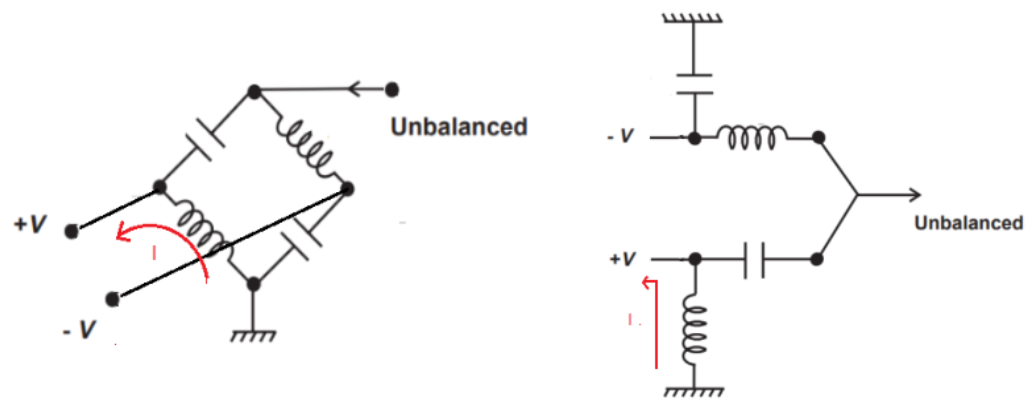 Unbalanced
+V
I
- V
- V
Unbalanced
+V
I.